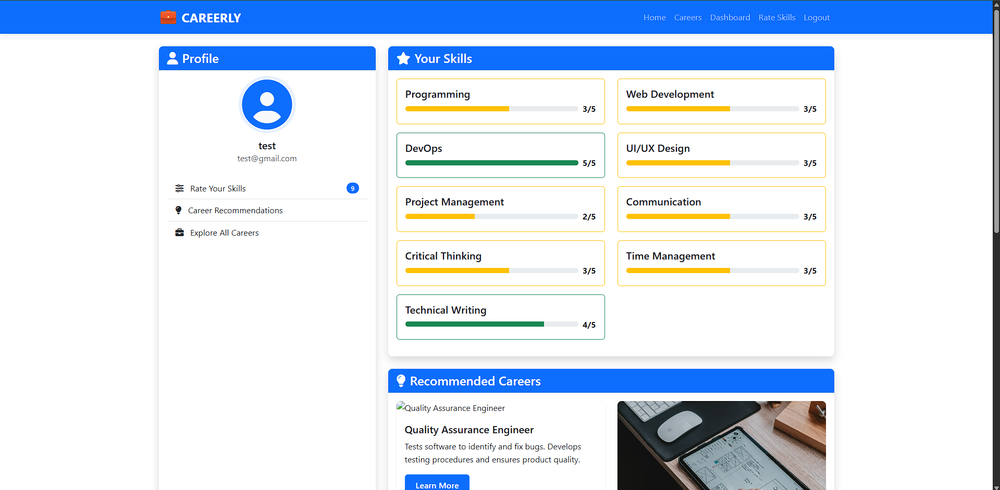 CAREERLY
Home Careers Dashboard Rate Skills Logout
Profile
test
test@gmail.com
Rate Your Skills 9
Career Recommendations
Explore All Careers
Your Skills
Programming
3/5
Web Development
3/5
DevOps
5/5
UI/UX Design
3/5
Project Management
2/5
Communication
3/5
Critical Thinking
3/5
Time Management
3/5
Technical Writing
4/5
Recommended Careers
Quality Assurance Engineer
Quality Assurance Engineer
Tests software to identify and fix bugs. Develops
testing procedures and ensures product quality.
Learn More